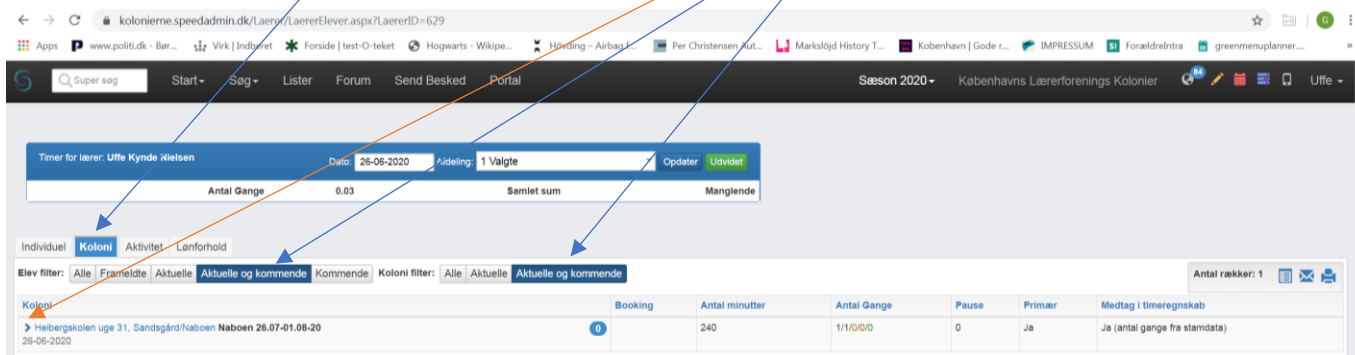 kolonierne.speedadmin.dk/Laerer/LaererElever.aspx?LaererID=629
G
Apps www.politi.dk - Bør... Virk | Indberet Forside | test-O-teket Hogwarts - Wikipe... Hövding – Airbag f... Per Christensen Aut... Markslöjd History T... Kobenhavn | Gode r... IMPRESSUM SI ForældreIntra greenmenuplanner.... »
Super søg Start Søg Lister Forum Send Besked Portal Sæson 2020 Københavns Lærerforenings Kolonier 84 Uffe
Timer for lærer: Uffe Kynde Nielsen Dato: 26-06-2020 Afdeling: 1 Valgte Opdater Udvidet
Antal Gange 0.03 Samlet sum Manglende
Individuel Koloni Aktivitet Lønforhold
Elev filter: Alle Frameldte Aktuelle Aktuelle og kommende Kommende Koloni filter: Alle Aktuelle Aktuelle og kommende Antal rækker: 1
Koloni Booking Antal minutter Antal Gange Pause Primær Medtag i timeregnskab
Heibergskolen uge 31, Sandsgård/Naboen Naboen 26.07-01.08-20 0 240 1/1/0/0/0 0 Ja Ja (antal gange fra stamdata)
26-06-2020